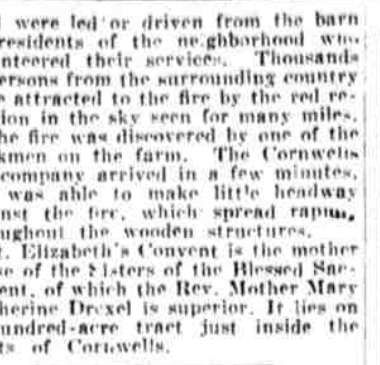 were led or driven from the barn
residents of the neighborhood who
nteered their services. Thousands
ersons from the surrounding country
e attracted to the fire by the red re-
tion in the sky seen for many miles.
he fire was discovered by one of the
kmen on the farm. The Cornwells
company arrived in a few minutes,
was able to make little headway
nst the fire, which spread rapidly
ughout the wooden structures.
t. Elizabeth's Convent is the mother
se of the Sisters of the Blessed Sac-
ent, of which the Rev. Mother Mary
herine Drexel is superior. It lies on
undred-acre tract just inside the
ts of Cornwells.